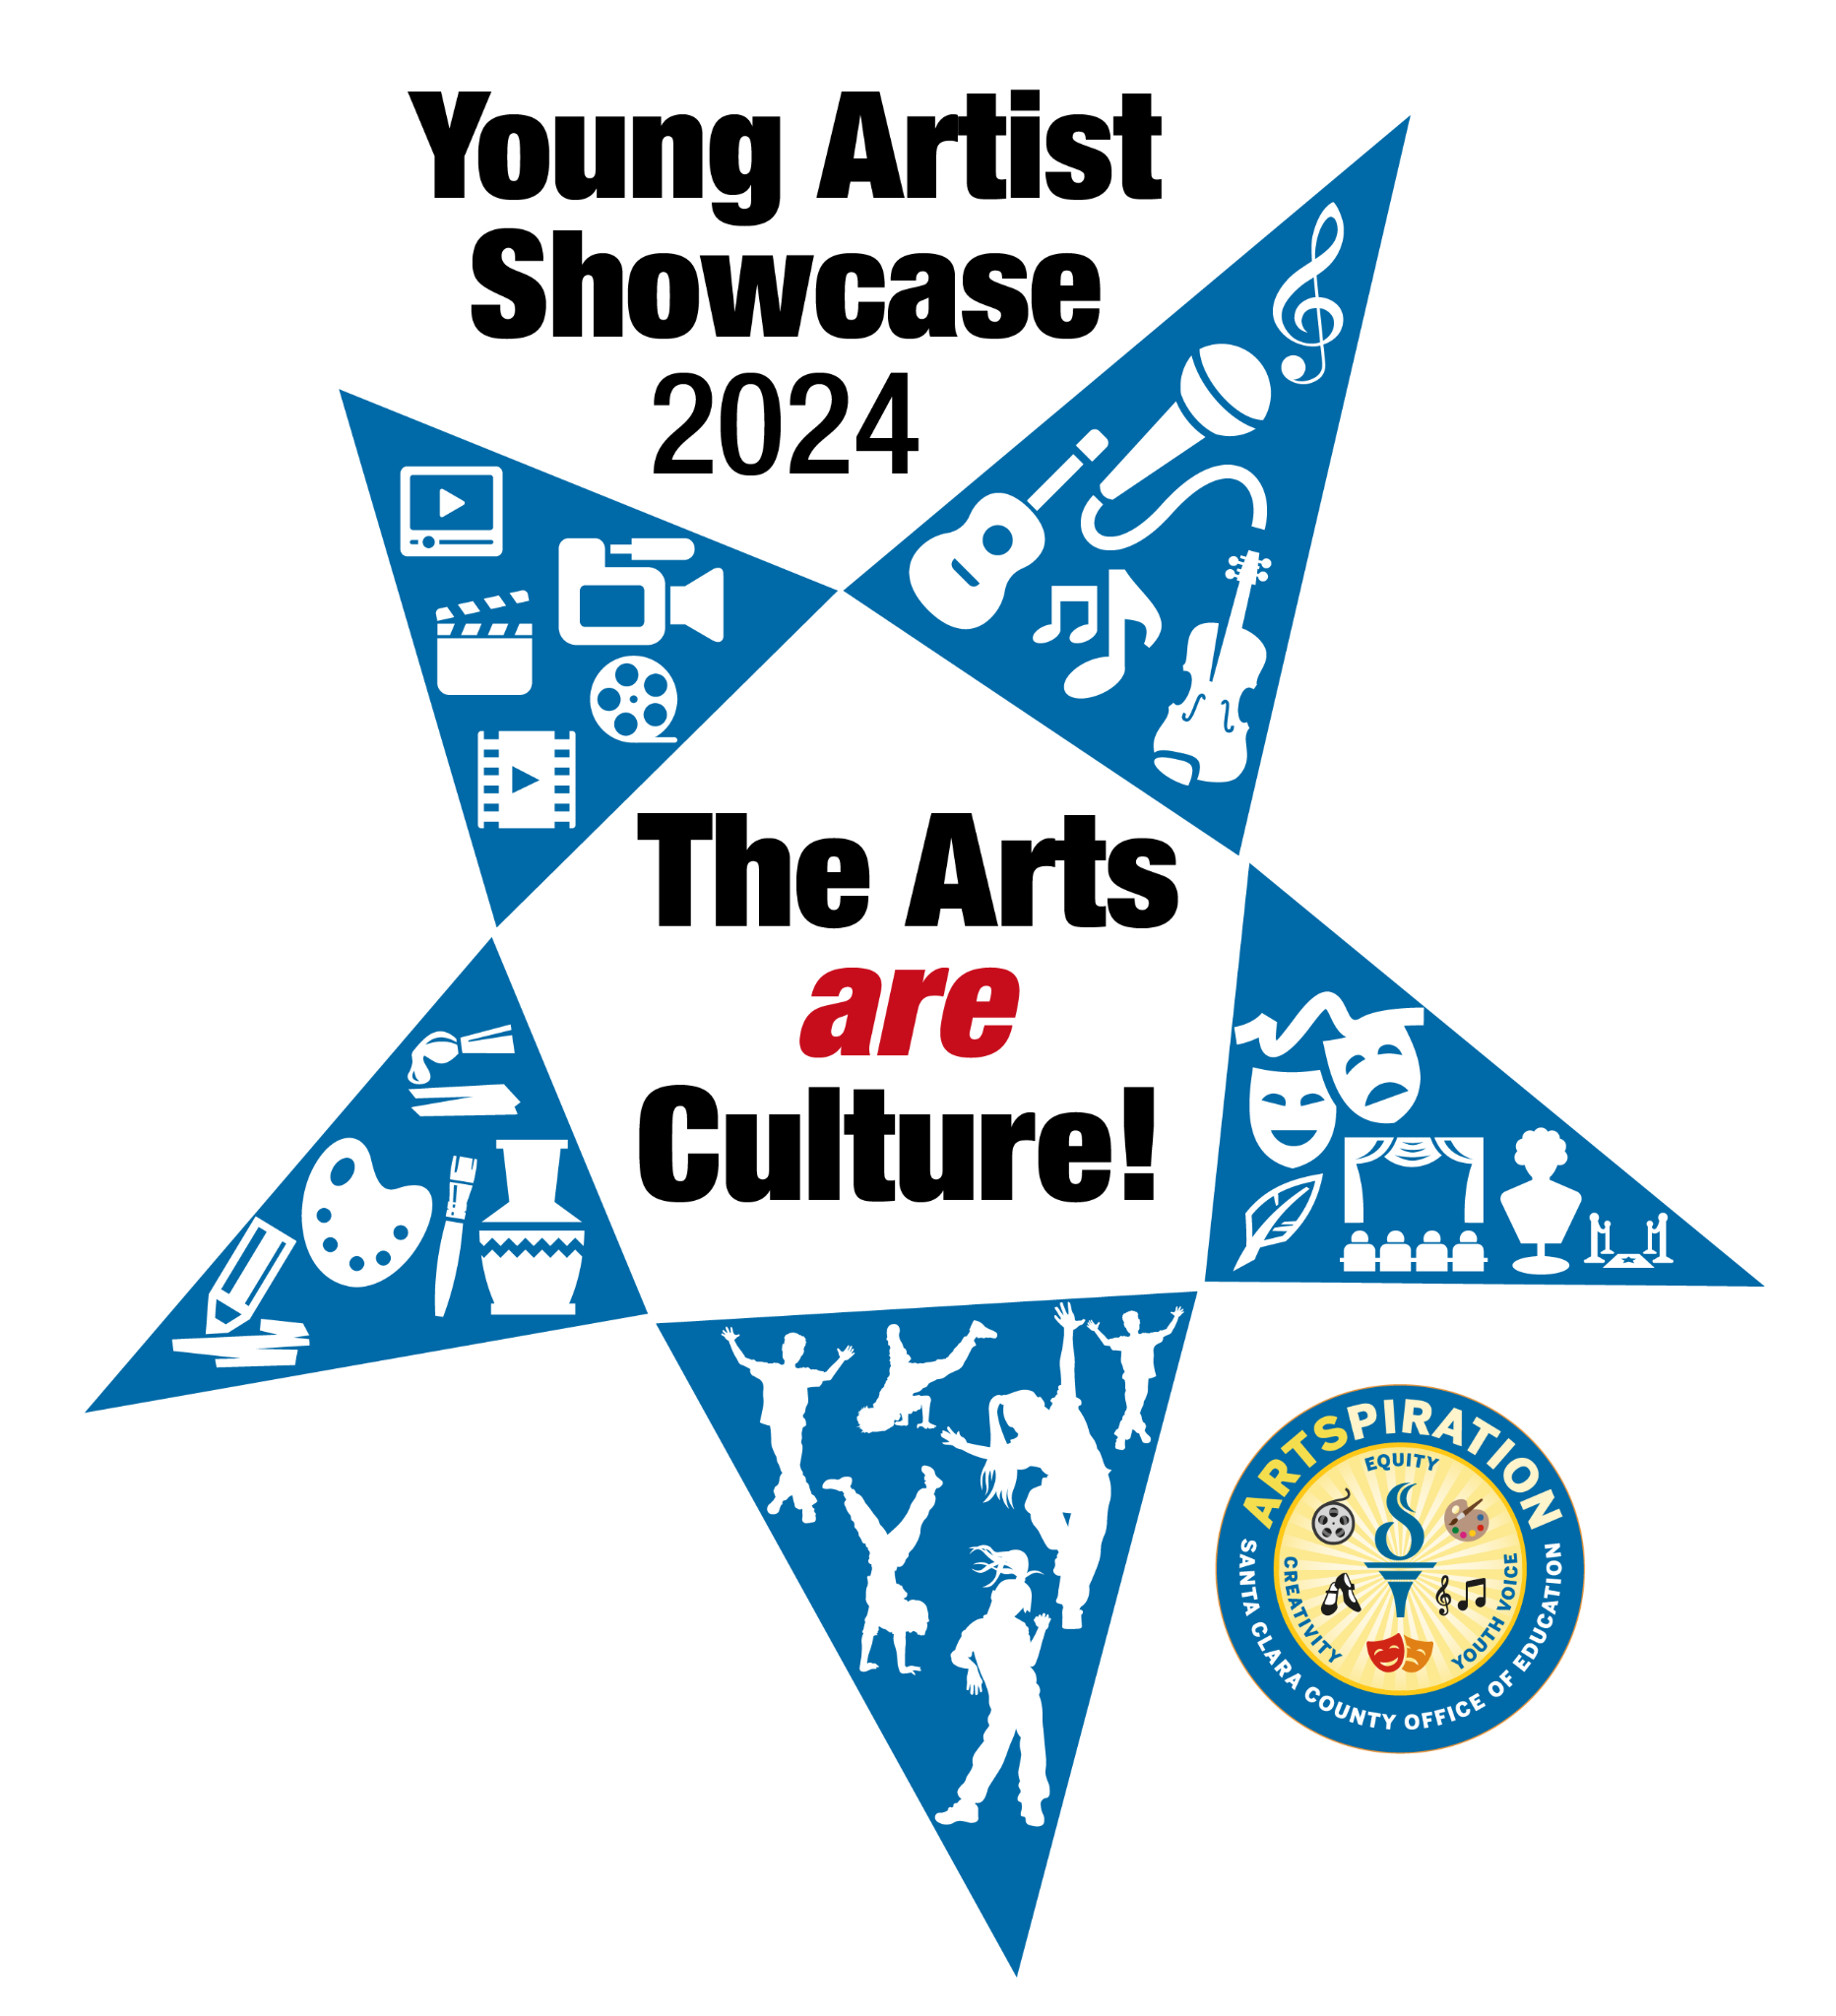 Young Artist
Showcase
2024
The Arts
are
Culture!
ARTSPIRATION
EQUITY
CREATIVITY
YOUTH VOICE
SANTA CLARA COUNTY OFFICE OF EDUCATION